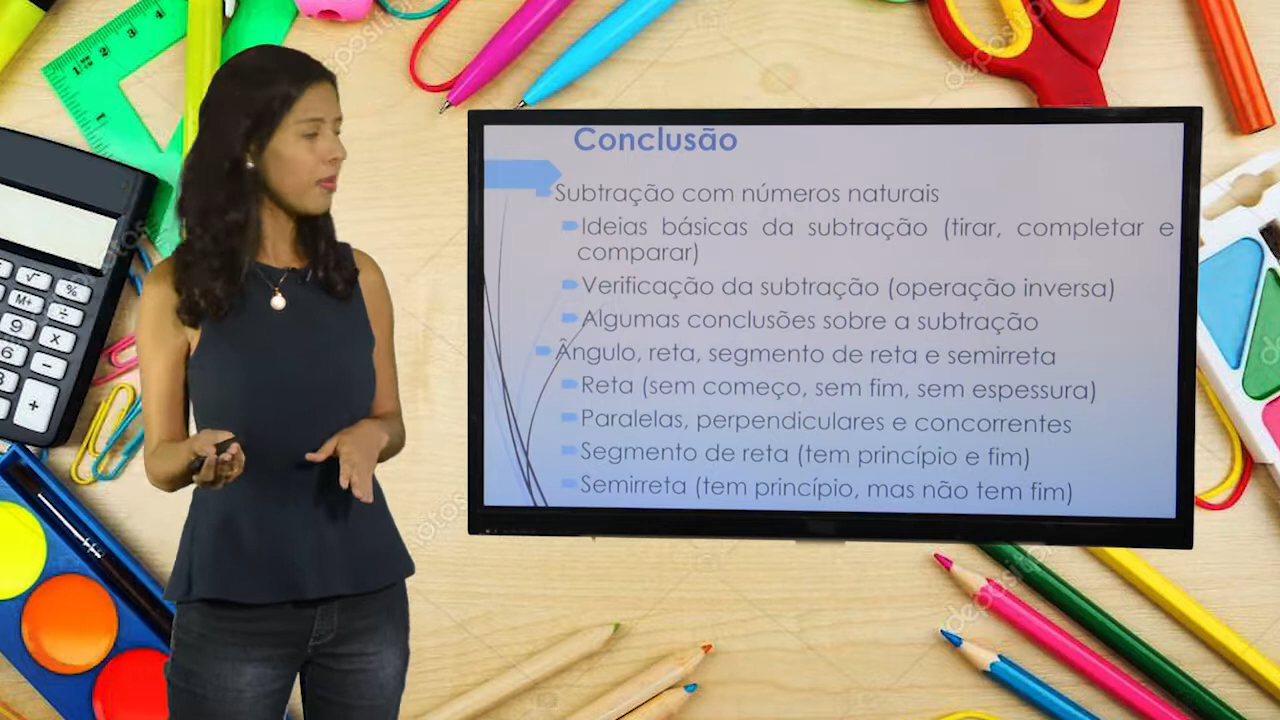 Conclusão
Subtração com números naturais
Ideias básicas da subtração (tirar, completar e
comparar)
Verificação da subtração (operação inversa)
Algumas conclusões sobre a subtração
Ângulo, reta, segmento de reta e semirreta
Reta (sem começo, sem fim, sem espessura)
Paralelas, perpendiculares e concorrentes
Segmento de reta (tem princípio e fim)
Semirreta (tem princípio, mas não tem fim)
√
%
M+
÷
9
×
6
−
+